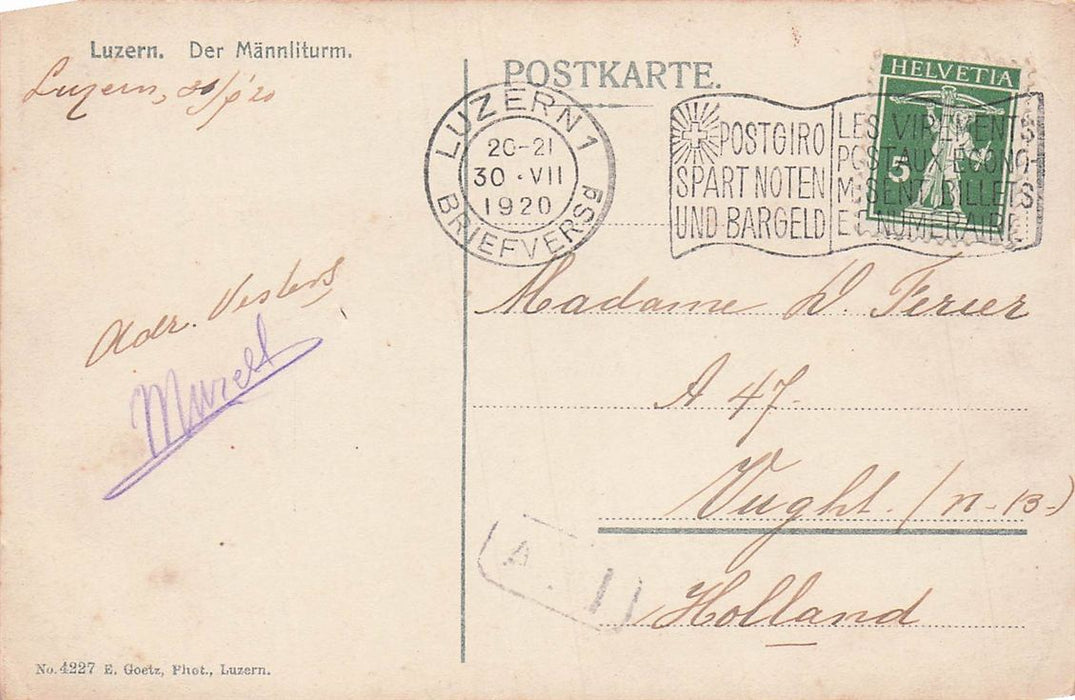 Luzern. Der Männliturm.
Luzern, 30/7 20
POSTKARTE.
LUZERN 1
20-21
30·VII
1920
BRIEFVERSd
POSTGIRO
SPART NOTEN
UND BARGELD
LES VIREMENTS
POSTAUX ECONO-
MISENT BILLETS
ET NUMERAIRE
HELVETIA
5
Madame D Ferier
A 47-
Vught. (N-B-)
Holland
Adr. Vesters
A. II
No. 4227 E. Goetz, Phot., Luzern.